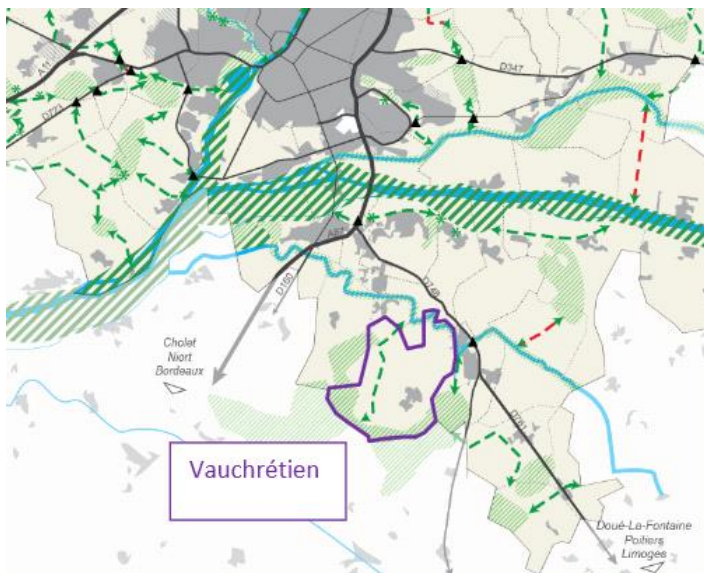 A11
D723
D347
A87
D160
D748
Cholet
Niort
Bordeaux
Vauchrétien
D761
Doué-La-Fontaine
Poitiers
Limoges